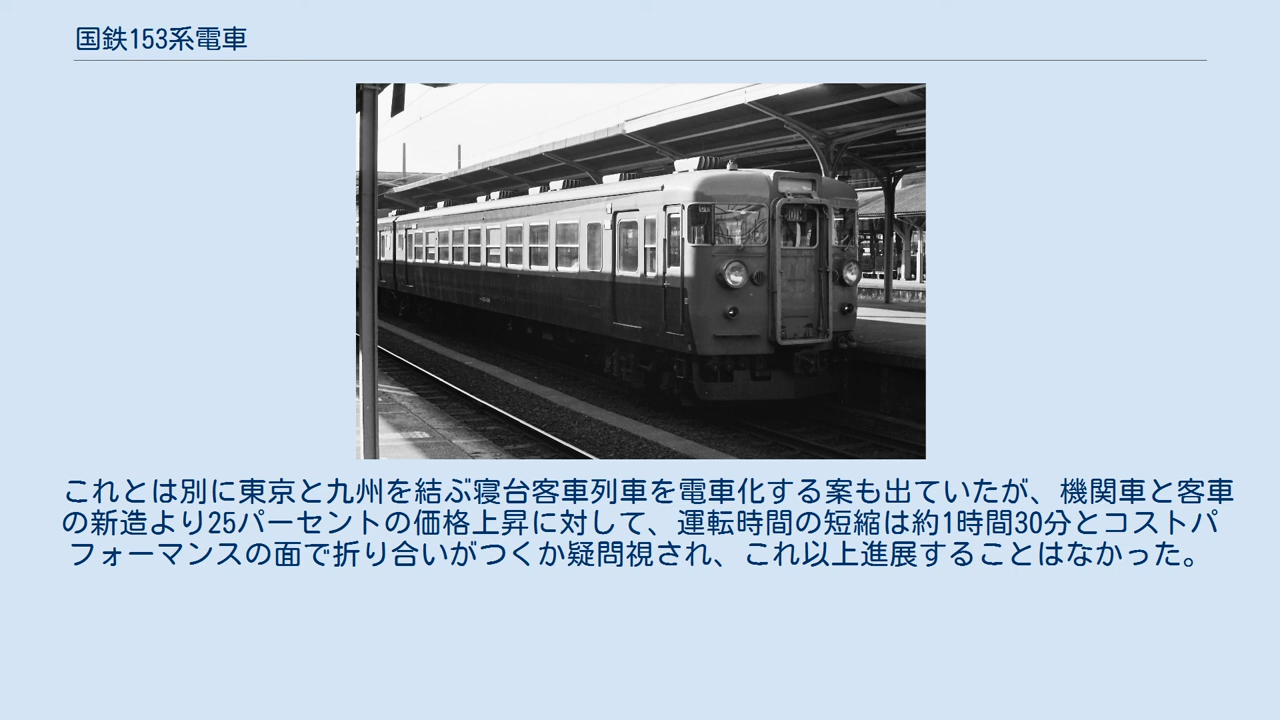 国鉄153系電車
これとは別に東京と九州を結ぶ寝台客車列車を電車化する案も出ていたが、機関車と客車
の新造より25パーセントの価格上昇に対して、運転時間の短縮は約1時間30分とコストパ
フォーマンスの面で折り合いがつくか疑問視され、これ以上進展することはなかった。